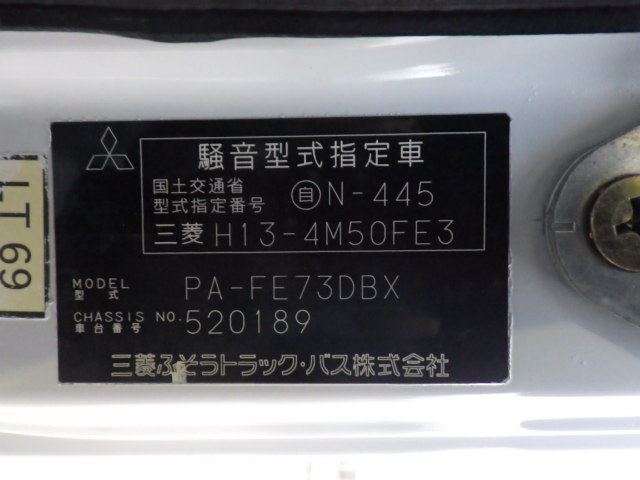 騒音型式指定車
国土交通省
型式指定番号 ㊂N-445
三菱 H13-4M50FE3
MODEL
型式 PA-FE73DBX
CHASSIS NO.
車台番号 520189
三菱ふそうトラック・バス株式会社
LT 69